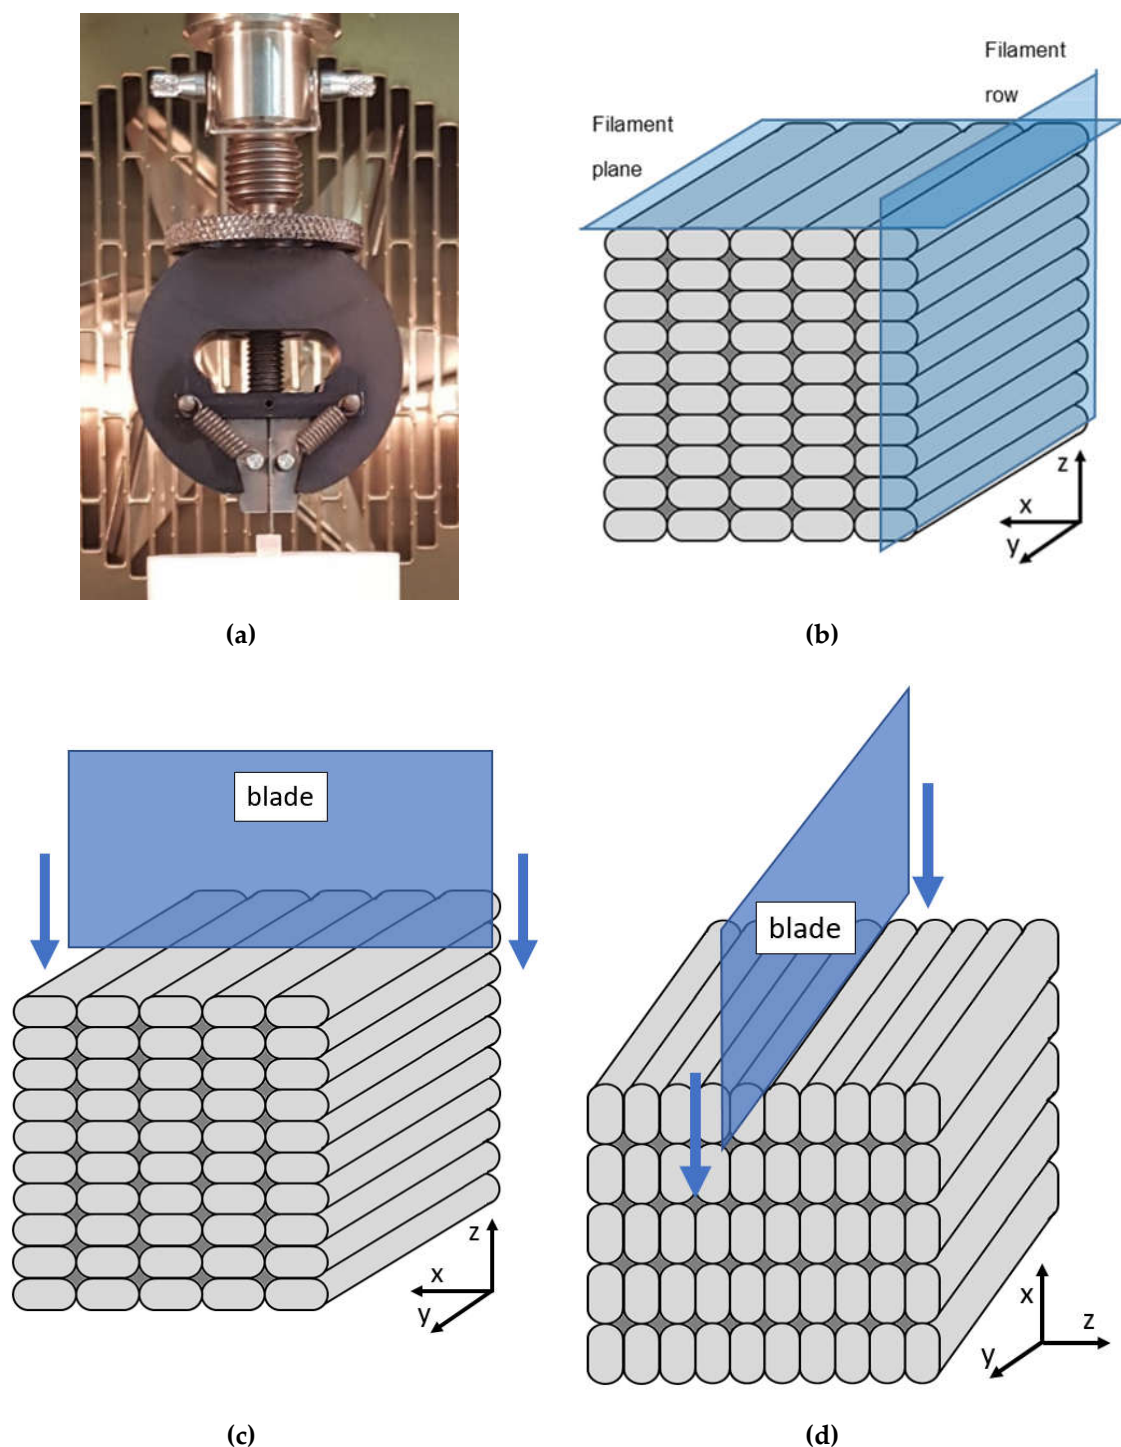 Filament
row
Filament
plane
z
x
y
(a)
(b)
blade
blade
z
x
y
x
z
y
(c)
(d)